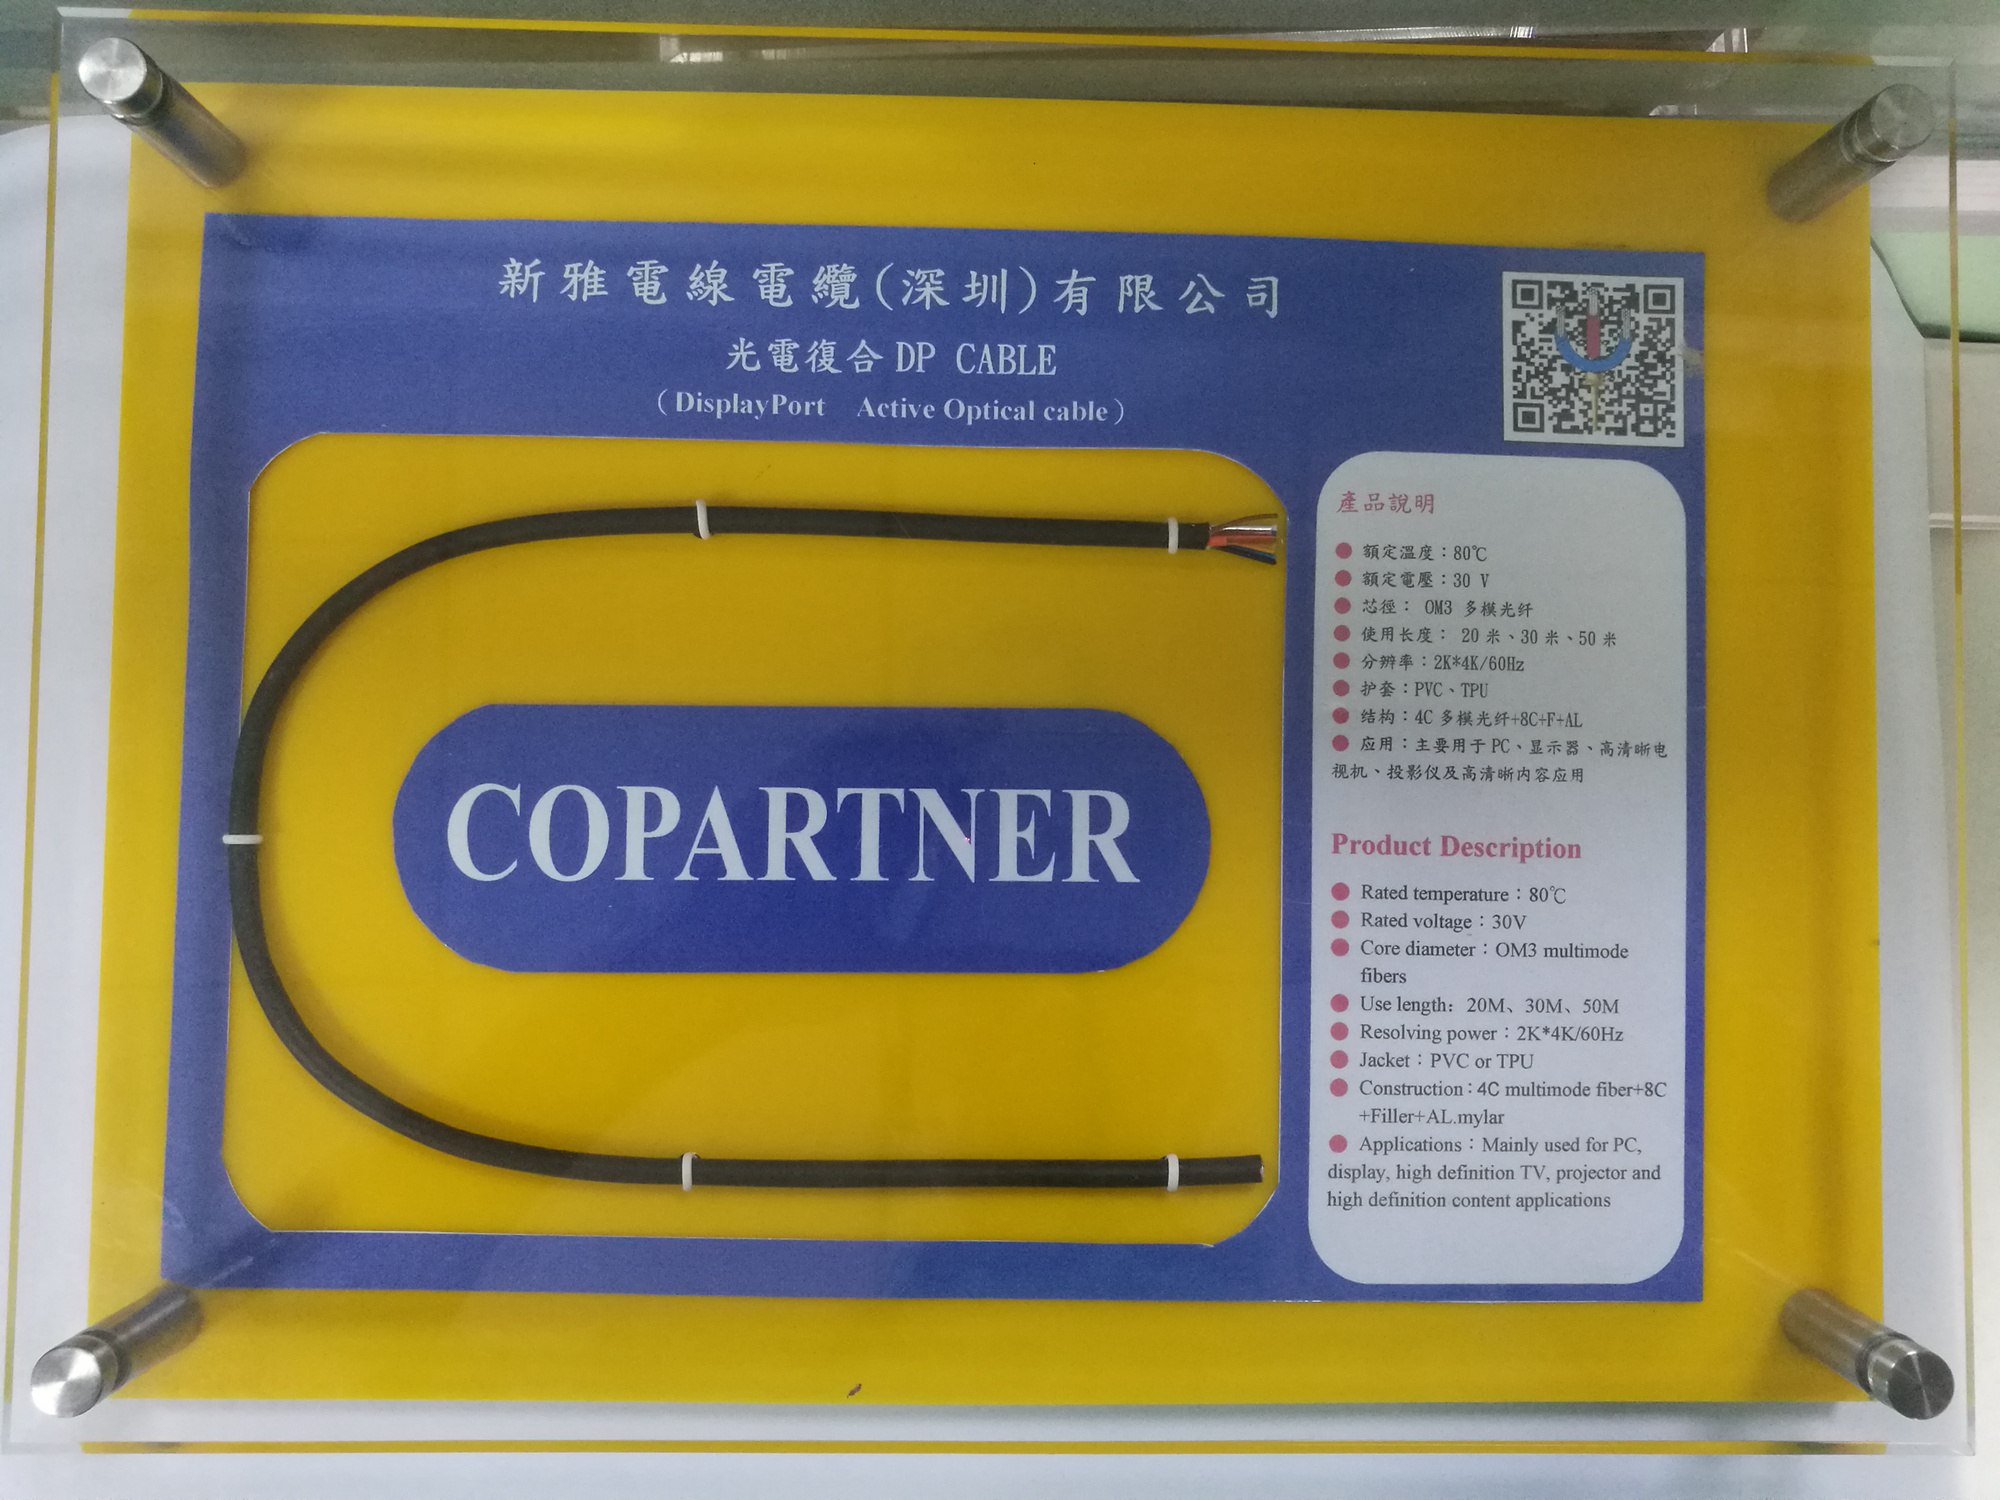 新雅電線電纜(深圳)有限公司
光電復合 DP CABLE
(DisplayPort Active Optical cable)
COPARTNER
產品說明
額定溫度：80℃
額定電壓：30 V
芯徑： OM3 多模光纤
使用长度： 20 米、30 米、50 米
分辨率：2K*4K/60Hz
护套：PVC、TPU
结构：4C 多模光纤+8C+F+AL
应用：主要用于 PC、显示器、高清晰电
视机、投影仪及高清晰内容应用
Product Description
Rated temperature：80℃
Rated voltage：30V
Core diameter：OM3 multimode
fibers
Use length: 20M、30M、50M
Resolving power：2K*4K/60Hz
Jacket：PVC or TPU
Construction：4C multimode fiber+8C
+Filler+AL.mylar
Applications：Mainly used for PC,
display, high definition TV, projector and
high definition content applications